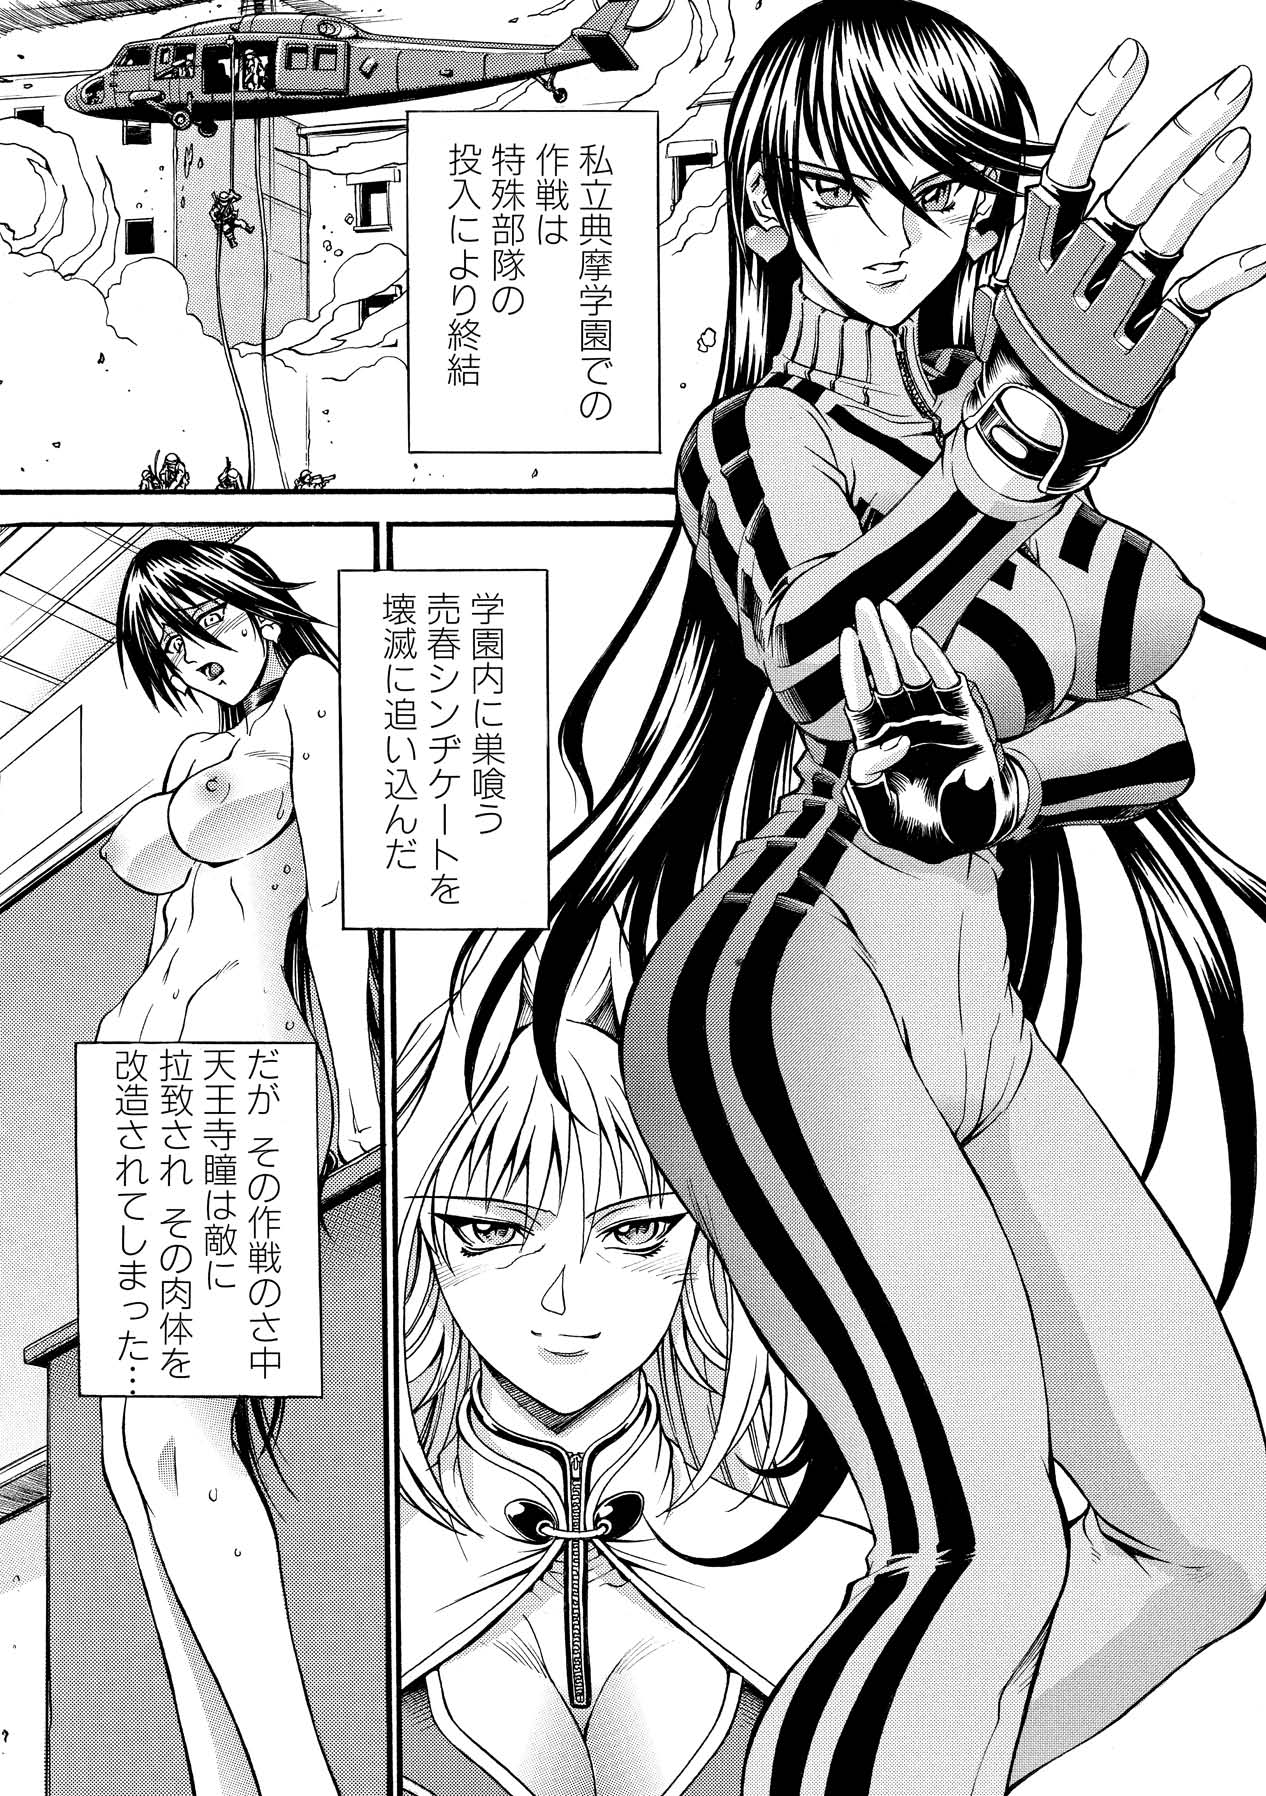 私立典摩学園での
作戦は
特殊部隊の
投入により終結
学園内に巣喰う
売春シンヂケートを
壊滅に追い込んだ
だが その作戦のさ中
天王寺瞳は敵に
拉致され その肉体を
改造されてしまった…